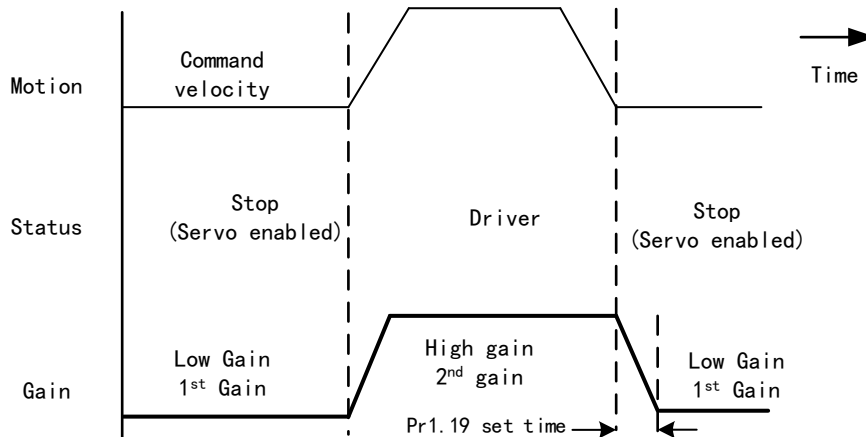 Command
velocity
Motion
Time
Stop
(Servo enabled)
Status
Driver
Stop
(Servo enabled)
Low Gain
1st Gain
Gain
High gain
2nd gain
Low Gain
1st Gain
Pr1.19 set time